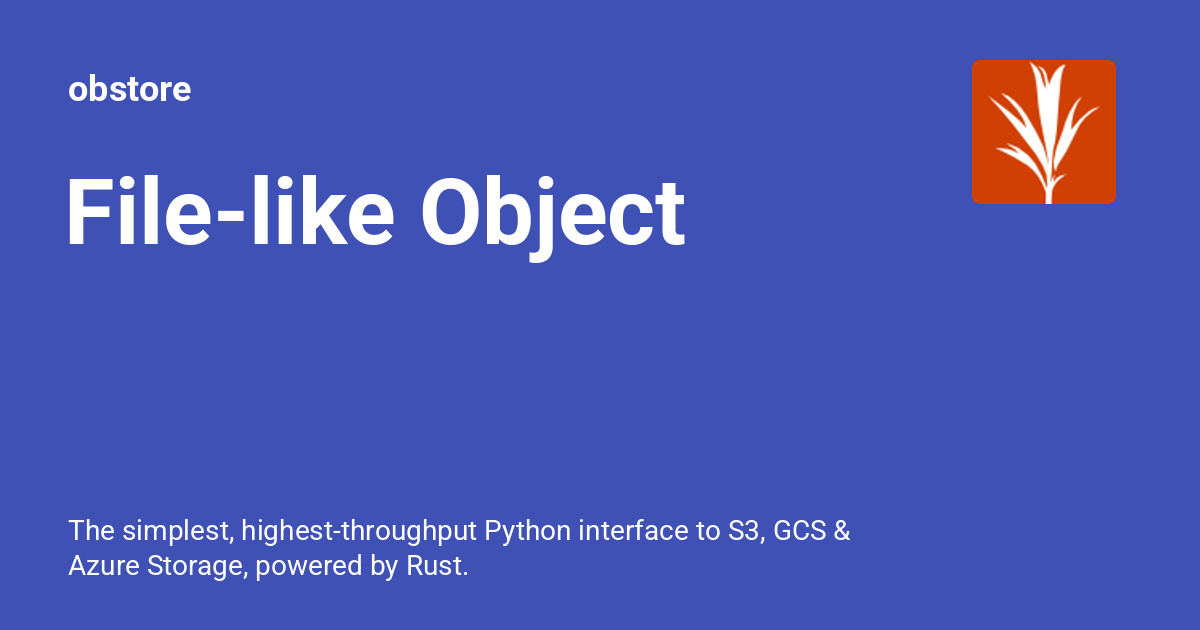 obstore
File-like Object
The simplest, highest-throughput Python interface to S3, GCS &
Azure Storage, powered by Rust.